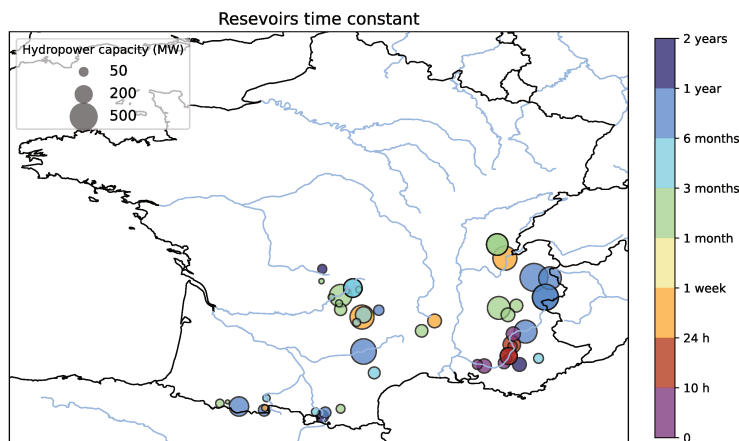 Resevoirs time constant
Hydropower capacity (MW)
50
200
500
2 years
1 year
6 months
3 months
1 month
1 week
24 h
10 h
0